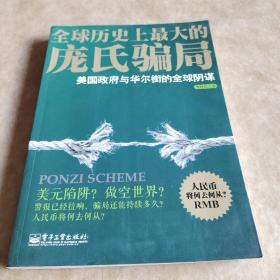 全球历史上最大的
庞氏骗局
美国政府与华尔街的全球阴谋
PONZI SCHEME
美元陷阱？做空世界？
警报已经拉响，骗局还能持续多久？
人民币将何去何从？
人民币
将何去何从？
RMB
电子工业出版社